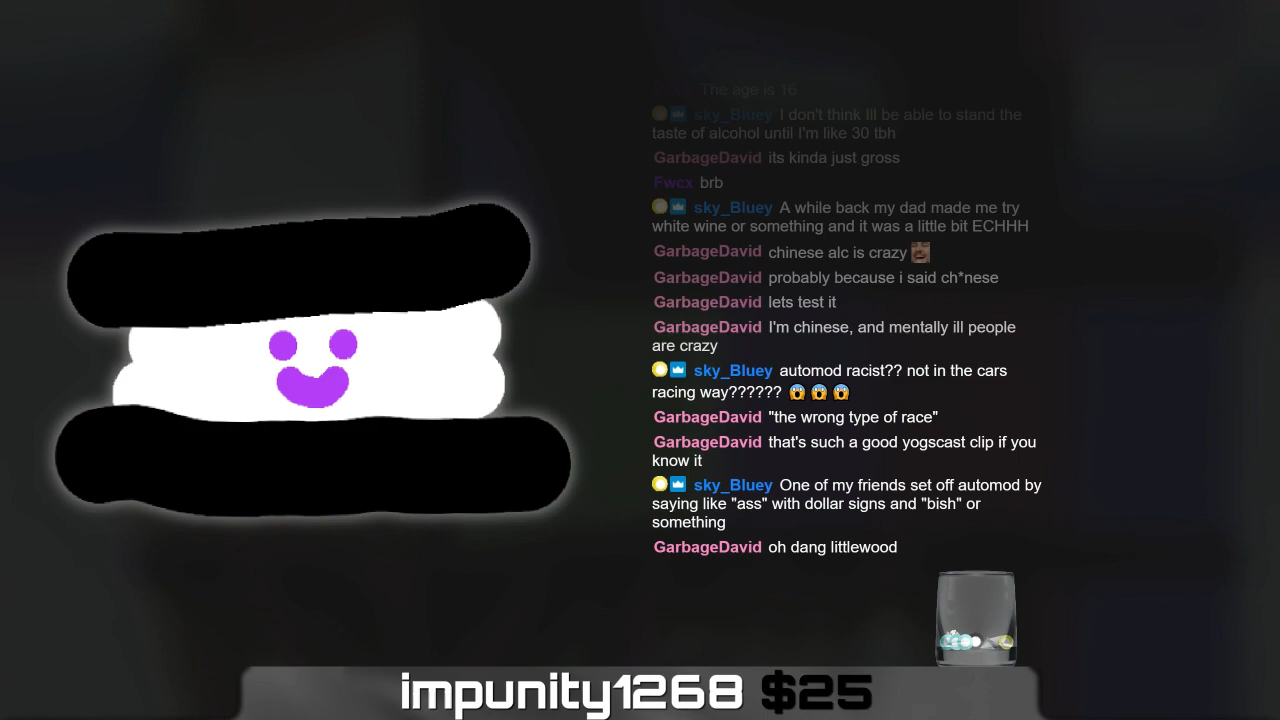 The age is 16
sky_Bluey I don't think Ill be able to stand the
taste of alcohol until I'm like 30 tbh
GarbageDavid its kinda just gross
Fwcx brb
sky_Bluey A while back my dad made me try
white wine or something and it was a little bit ECHHH
GarbageDavid chinese alc is crazy
GarbageDavid probably because i said ch*nese
GarbageDavid lets test it
GarbageDavid I'm chinese, and mentally ill people
are crazy
sky_Bluey automod racist?? not in the cars
racing way?????? 😱 😱 😱
GarbageDavid "the wrong type of race"
GarbageDavid that's such a good yogscast clip if you
know it
sky_Bluey One of my friends set off automod by
saying like "ass" with dollar signs and "bish" or
something
GarbageDavid oh dang littlewood
impunity1268 $25